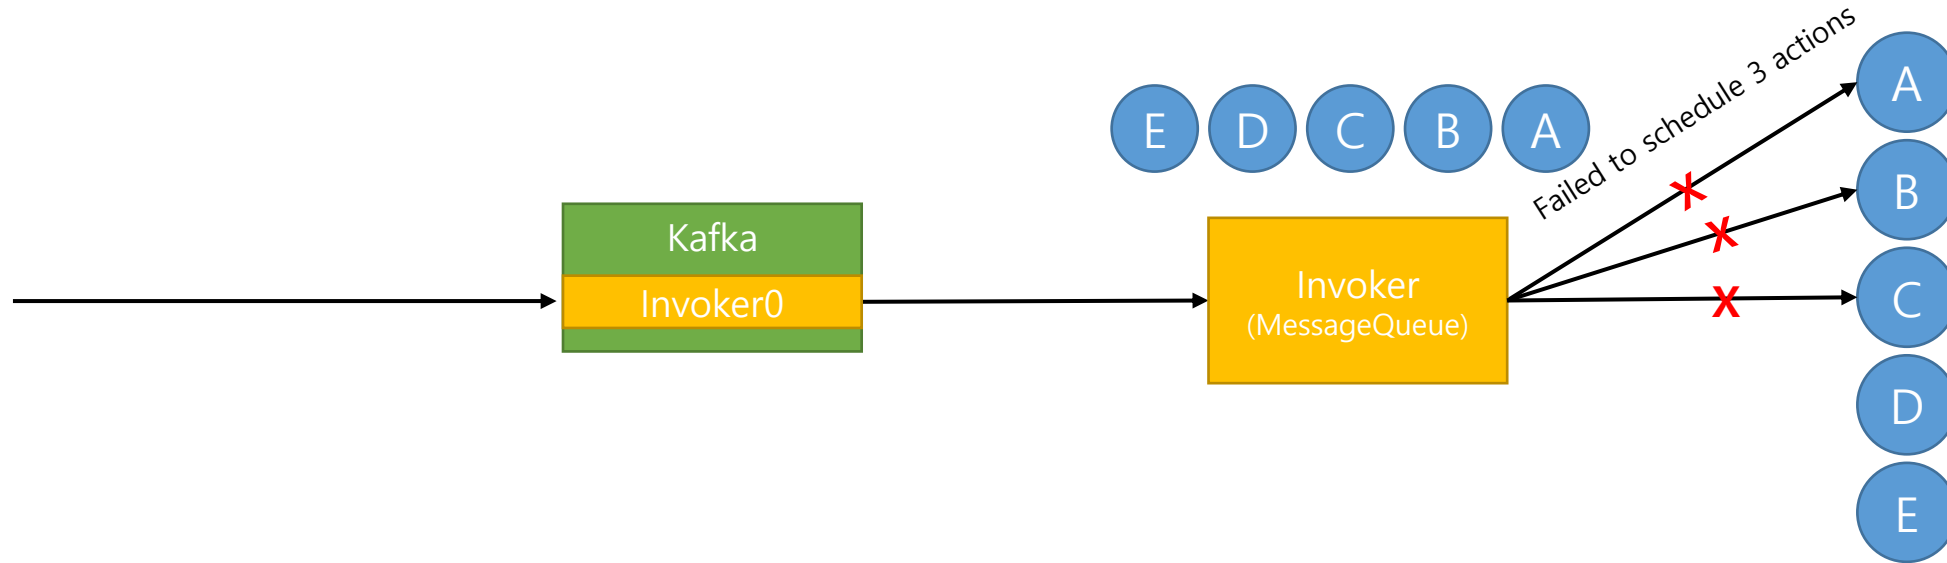 Failed to schedule 3 actions
E D C B A
Kafka
Invoker0
Invoker
(MessageQueue)
X
X
X
A
B
C
D
E